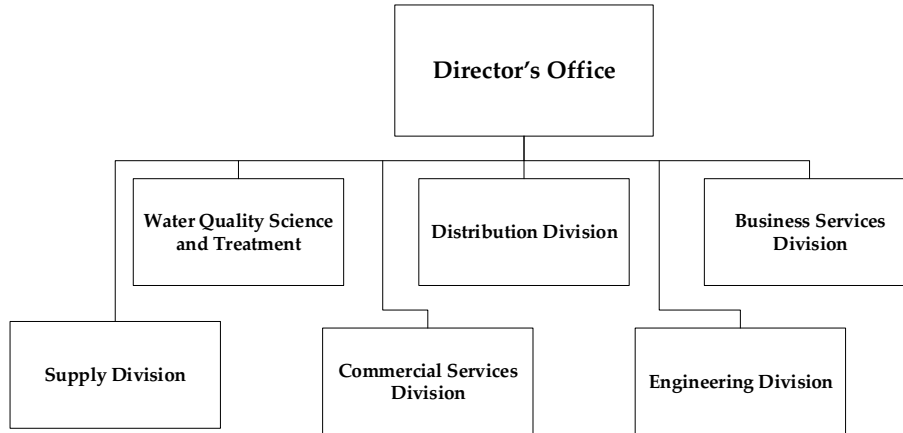 Director’s Office
Water Quality Science
and Treatment
Distribution Division
Business Services
Division
Supply Division
Commercial Services
Division
Engineering Division